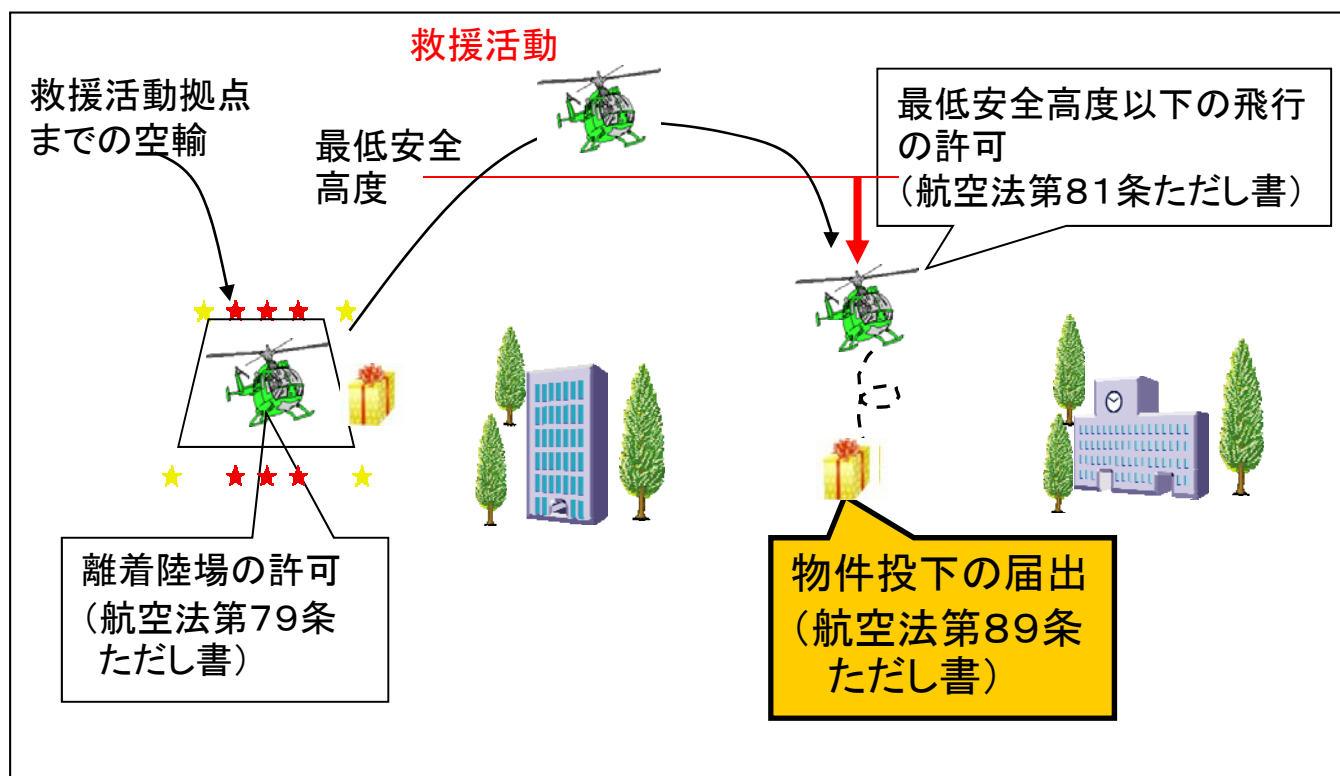 救援活動
救援活動拠点
までの空輸
最低安全
高度
最低安全高度以下の飛行
の許可
（航空法第８１条ただし書）
離着陸場の許可
（航空法第７９条
ただし書）
物件投下の届出
（航空法第８９条
ただし書）